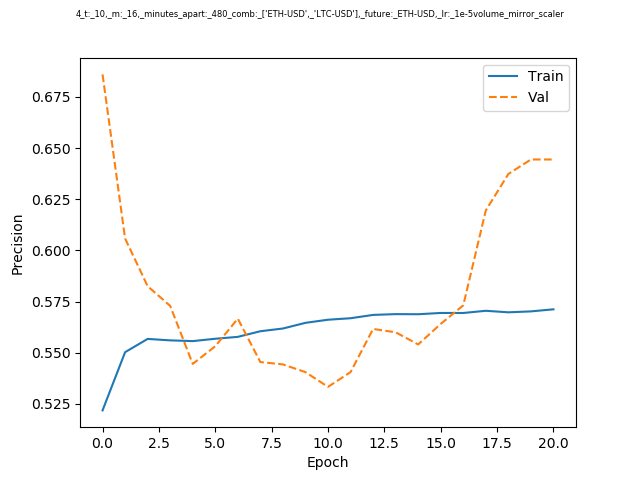 4_t:_10,_m:_16,_minutes_apart:_480_comb:_['ETH-USD',_'LTC-USD'],_future:_ETH-USD,_lr:_1e-5volume_mirror_scaler
Train
Val
Precision
0.675
0.650
0.625
0.600
0.575
0.550
0.525
0.0 2.5 5.0 7.5 10.0 12.5 15.0 17.5 20.0
Epoch